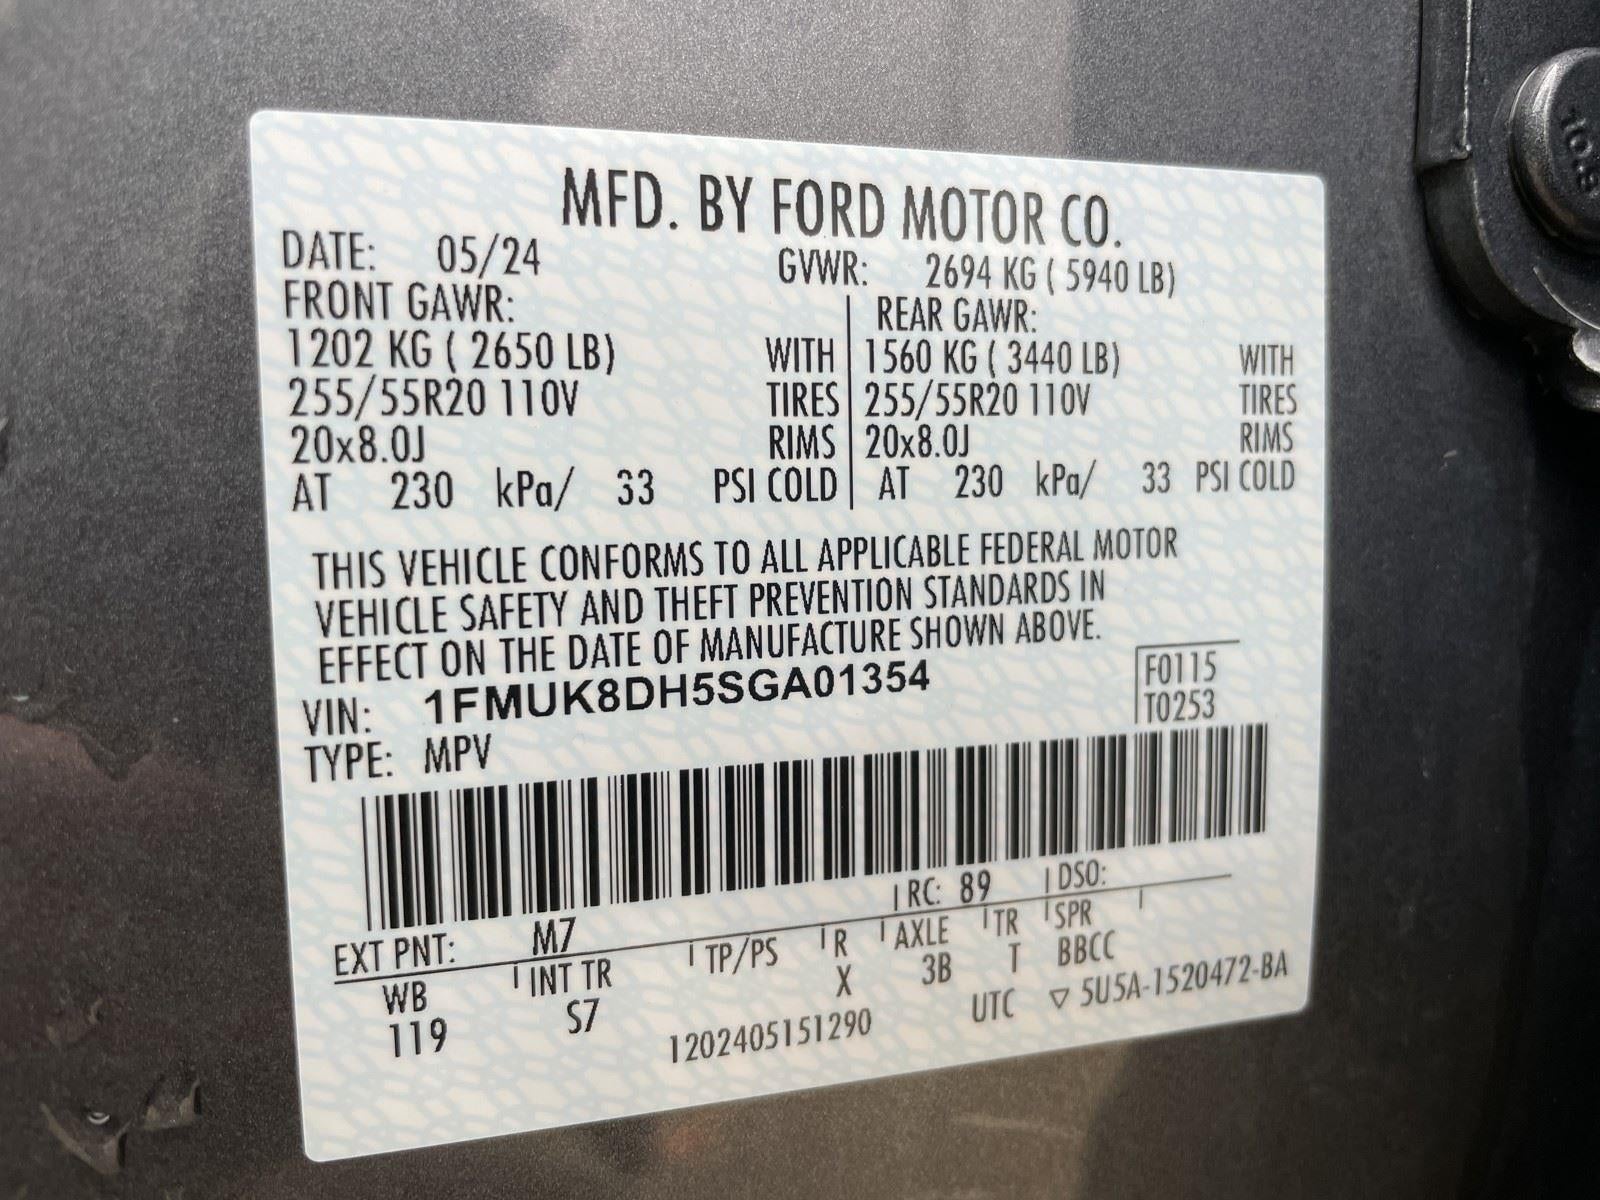 MFD. BY FORD MOTOR CO.
DATE: 05/24 GVWR: 2694 KG ( 5940 LB)
FRONT GAWR: REAR GAWR:
1202 KG ( 2650 LB) WITH 1560 KG ( 3440 LB) WITH
255/55R20 110V TIRES 255/55R20 110V TIRES
20x8.0J RIMS 20x8.0J RIMS
AT 230 kPa/ 33 PSI COLD AT 230 kPa/ 33 PSI COLD
THIS VEHICLE CONFORMS TO ALL APPLICABLE FEDERAL MOTOR
VEHICLE SAFETY AND THEFT PREVENTION STANDARDS IN
EFFECT ON THE DATE OF MANUFACTURE SHOWN ABOVE.
VIN: 1FMUK8DH5SGA01354 F0115
TYPE: MPV T0253
EXT PNT: M7 RC: 89 DSO:
WB INT TR TP/PS R AXLE TR SPR
119 S7 X 3B T BBCC
1202405151290 UTC ▽ 5U5A-1520472-BA
10.9